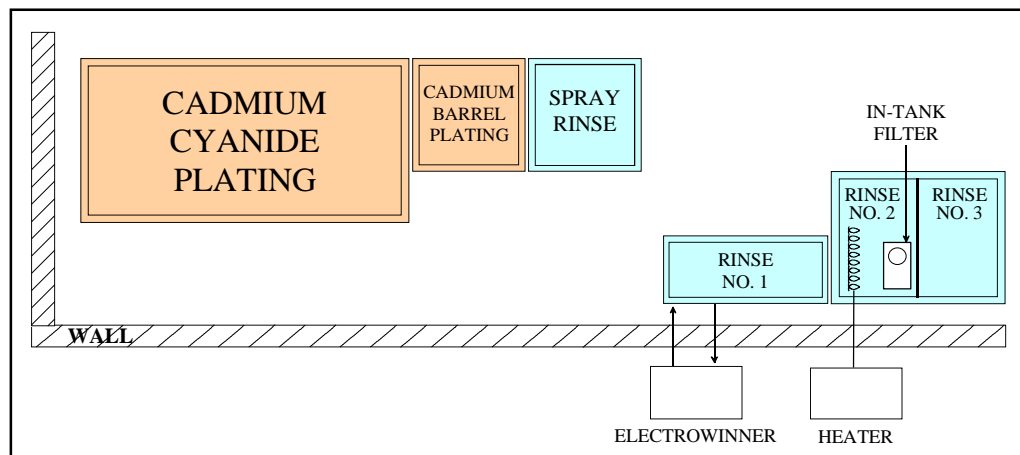 CADMIUM
CYANIDE
PLATING
CADMIUM
BARREL
PLATING
SPRAY
RINSE
IN-TANK
FILTER
RINSE
NO. 2
RINSE
NO. 3
RINSE
NO. 1
WALL
ELECTROWINNER
HEATER